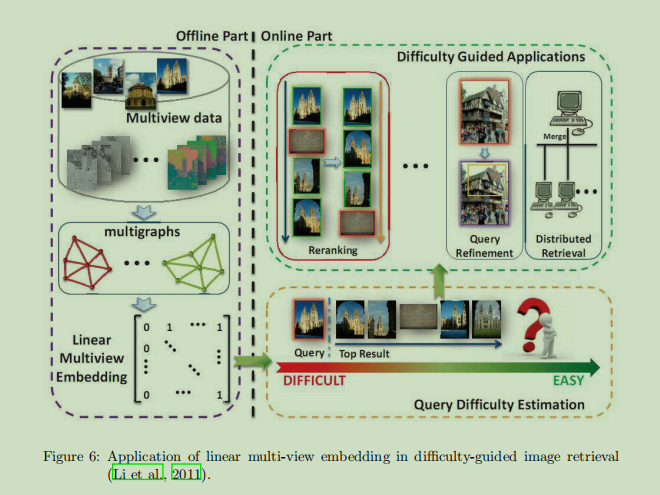 Offline Part
Online Part
Multiview data
multigraphs
Linear
Multiview
Embedding
0 1 ••• 1
0
0 ••• 1
Difficulty Guided Applications
Reranking
Query
Refinement
Merge
Distributed
Retrieval
Query
Top Result
DIFFICULT
EASY
Query Difficulty Estimation
Figure 6: Application of linear multi-view embedding in difficulty-guided image retrieval
(Li et al., 2011).